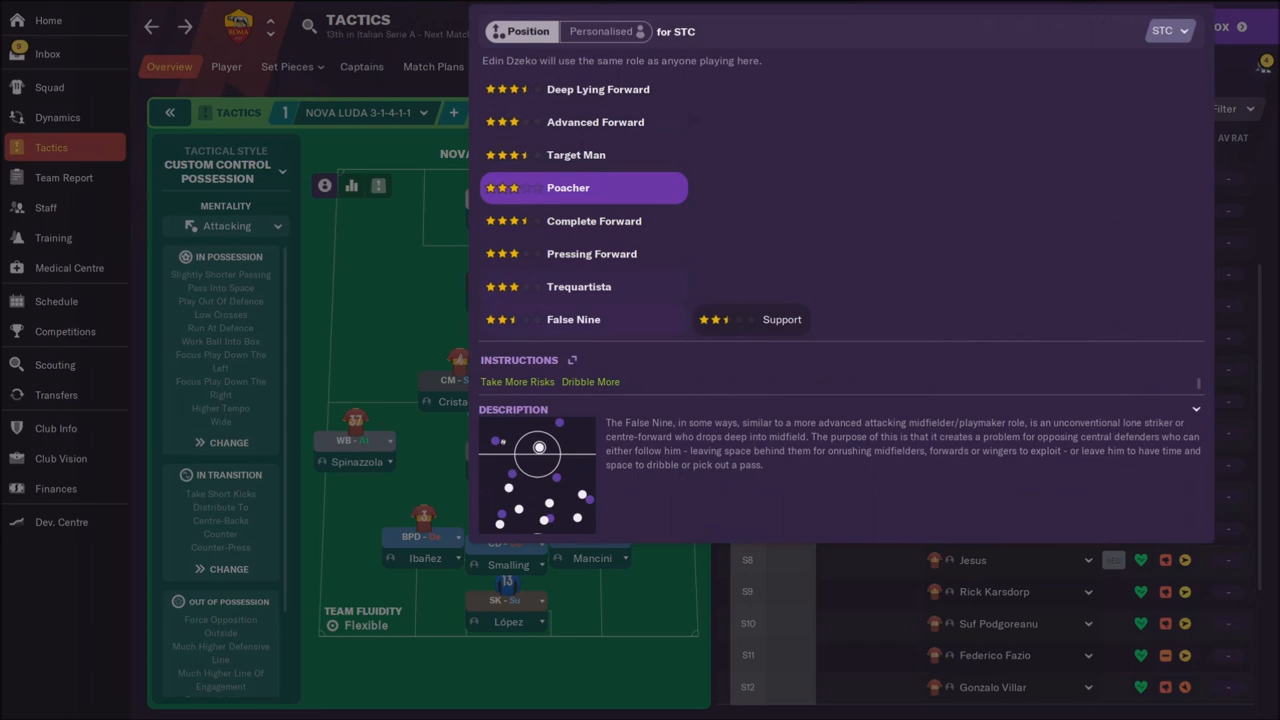 Home
Inbox
9
Squad
Dynamics
Tactics
Team Report
Staff
Training
Medical Centre
Schedule
Competitions
Scouting
Transfers
Club Info
Club Vision
Finances
Dev. Centre
ROMA
TACTICS
13th in Italian Serie A - Next Matc
Overview
Player
Set Pieces
Captains
Match Plans
TACTICS
1
NOVA LUDA 3-1-4-1-1
TACTICAL STYLE
CUSTOM CONTROL
POSSESSION
MENTALITY
Attacking
IN POSSESSION
Slightly Shorter Passing
Pass Into Space
Play Out Of Defence
Low Crosses
Run At Defence
Work Ball Into Box
Focus Play Down The
Left
Focus Play Down The
Right
Higher Tempo
Wide
CHANGE
IN TRANSITION
Take Short Kicks
Distribute To
Centre-Backs
Counter
Counter-Press
CHANGE
OUT OF POSSESSION
Force Opposition
Outside
Much Higher Defensive
Line
Much Higher Line Of
Engagement
NOVA
CM - S
Crista
37
WB - At
Spinazzola
3
BPD - De
Ibañez
Smalling
Mancini
13
SK - Su
López
TEAM FLUIDITY
Flexible
Position
Personalised
for STC
STC
Edin Dzeko will use the same role as anyone playing here.
Deep Lying Forward
Advanced Forward
Target Man
Poacher
Complete Forward
Pressing Forward
Trequartista
False Nine
Support
INSTRUCTIONS
Take More Risks Dribble More
DESCRIPTION
The False Nine, in some ways, similar to a more advanced attacking midfielder/playmaker role, is an unconventional lone striker or
centre-forward who drops deep into midfield. The purpose of this is that it creates a problem for opposing central defenders who can
either follow him - leaving space behind them for onrushing midfielders, forwards or wingers to exploit - or leave him to have time and
space to dribble or pick out a pass.
OX
4
Filter
AV RAT
S8
Jesus
S9
Rick Karsdorp
S10
Suf Podgoreanu
S11
Federico Fazio
S12
Gonzalo Villar